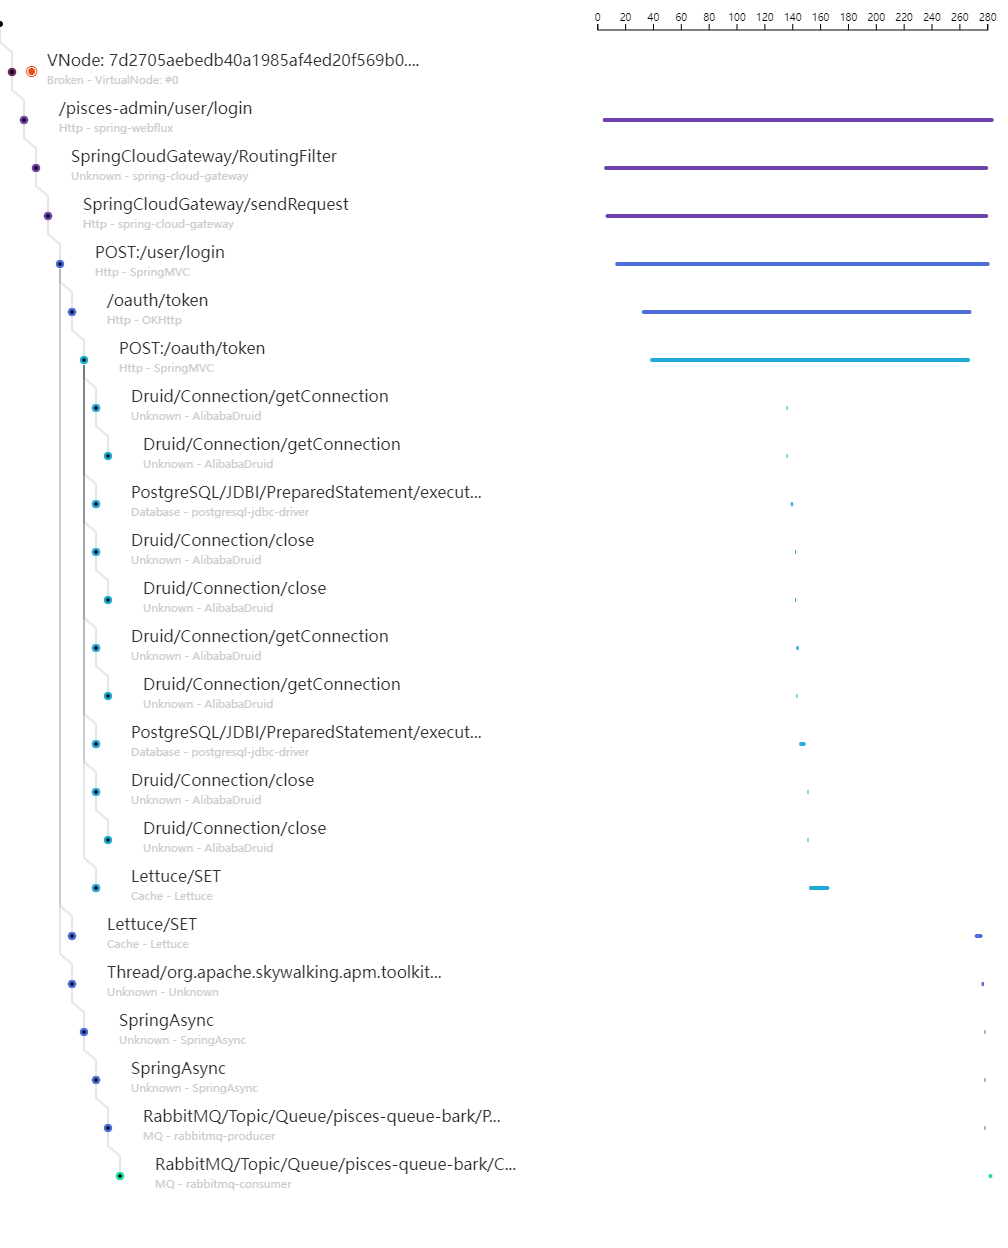 0 20 40 60 80 100 120 140 160 180 200 220 240 260 280
VNode: 7d2705aebedb40a1985af4ed20f569b0....
Broken - VirtualNode: #0
/pisces-admin/user/login
Http - spring-webflux
SpringCloudGateway/RoutingFilter
Unknown - spring-cloud-gateway
SpringCloudGateway/sendRequest
Http - spring-cloud-gateway
POST:/user/login
Http - SpringMVC
/oauth/token
Http - OKHttp
POST:/oauth/token
Http - SpringMVC
Druid/Connection/getConnection
Unknown - AlibabaDruid
Druid/Connection/getConnection
Unknown - AlibabaDruid
PostgreSQL/JDBI/PreparedStatement/execut...
Database - postgresql-jdbc-driver
Druid/Connection/close
Unknown - AlibabaDruid
Druid/Connection/close
Unknown - AlibabaDruid
Druid/Connection/getConnection
Unknown - AlibabaDruid
Druid/Connection/getConnection
Unknown - AlibabaDruid
PostgreSQL/JDBI/PreparedStatement/execut...
Database - postgresql-jdbc-driver
Druid/Connection/close
Unknown - AlibabaDruid
Druid/Connection/close
Unknown - AlibabaDruid
Lettuce/SET
Cache - Lettuce
Lettuce/SET
Cache - Lettuce
Thread/org.apache.skywalking.apm.toolkit...
Unknown - Unknown
SpringAsync
Unknown - SpringAsync
SpringAsync
Unknown - SpringAsync
RabbitMQ/Topic/Queue/pisces-queue-bark/P...
MQ - rabbitmq-producer
RabbitMQ/Topic/Queue/pisces-queue-bark/C...
MQ - rabbitmq-consumer